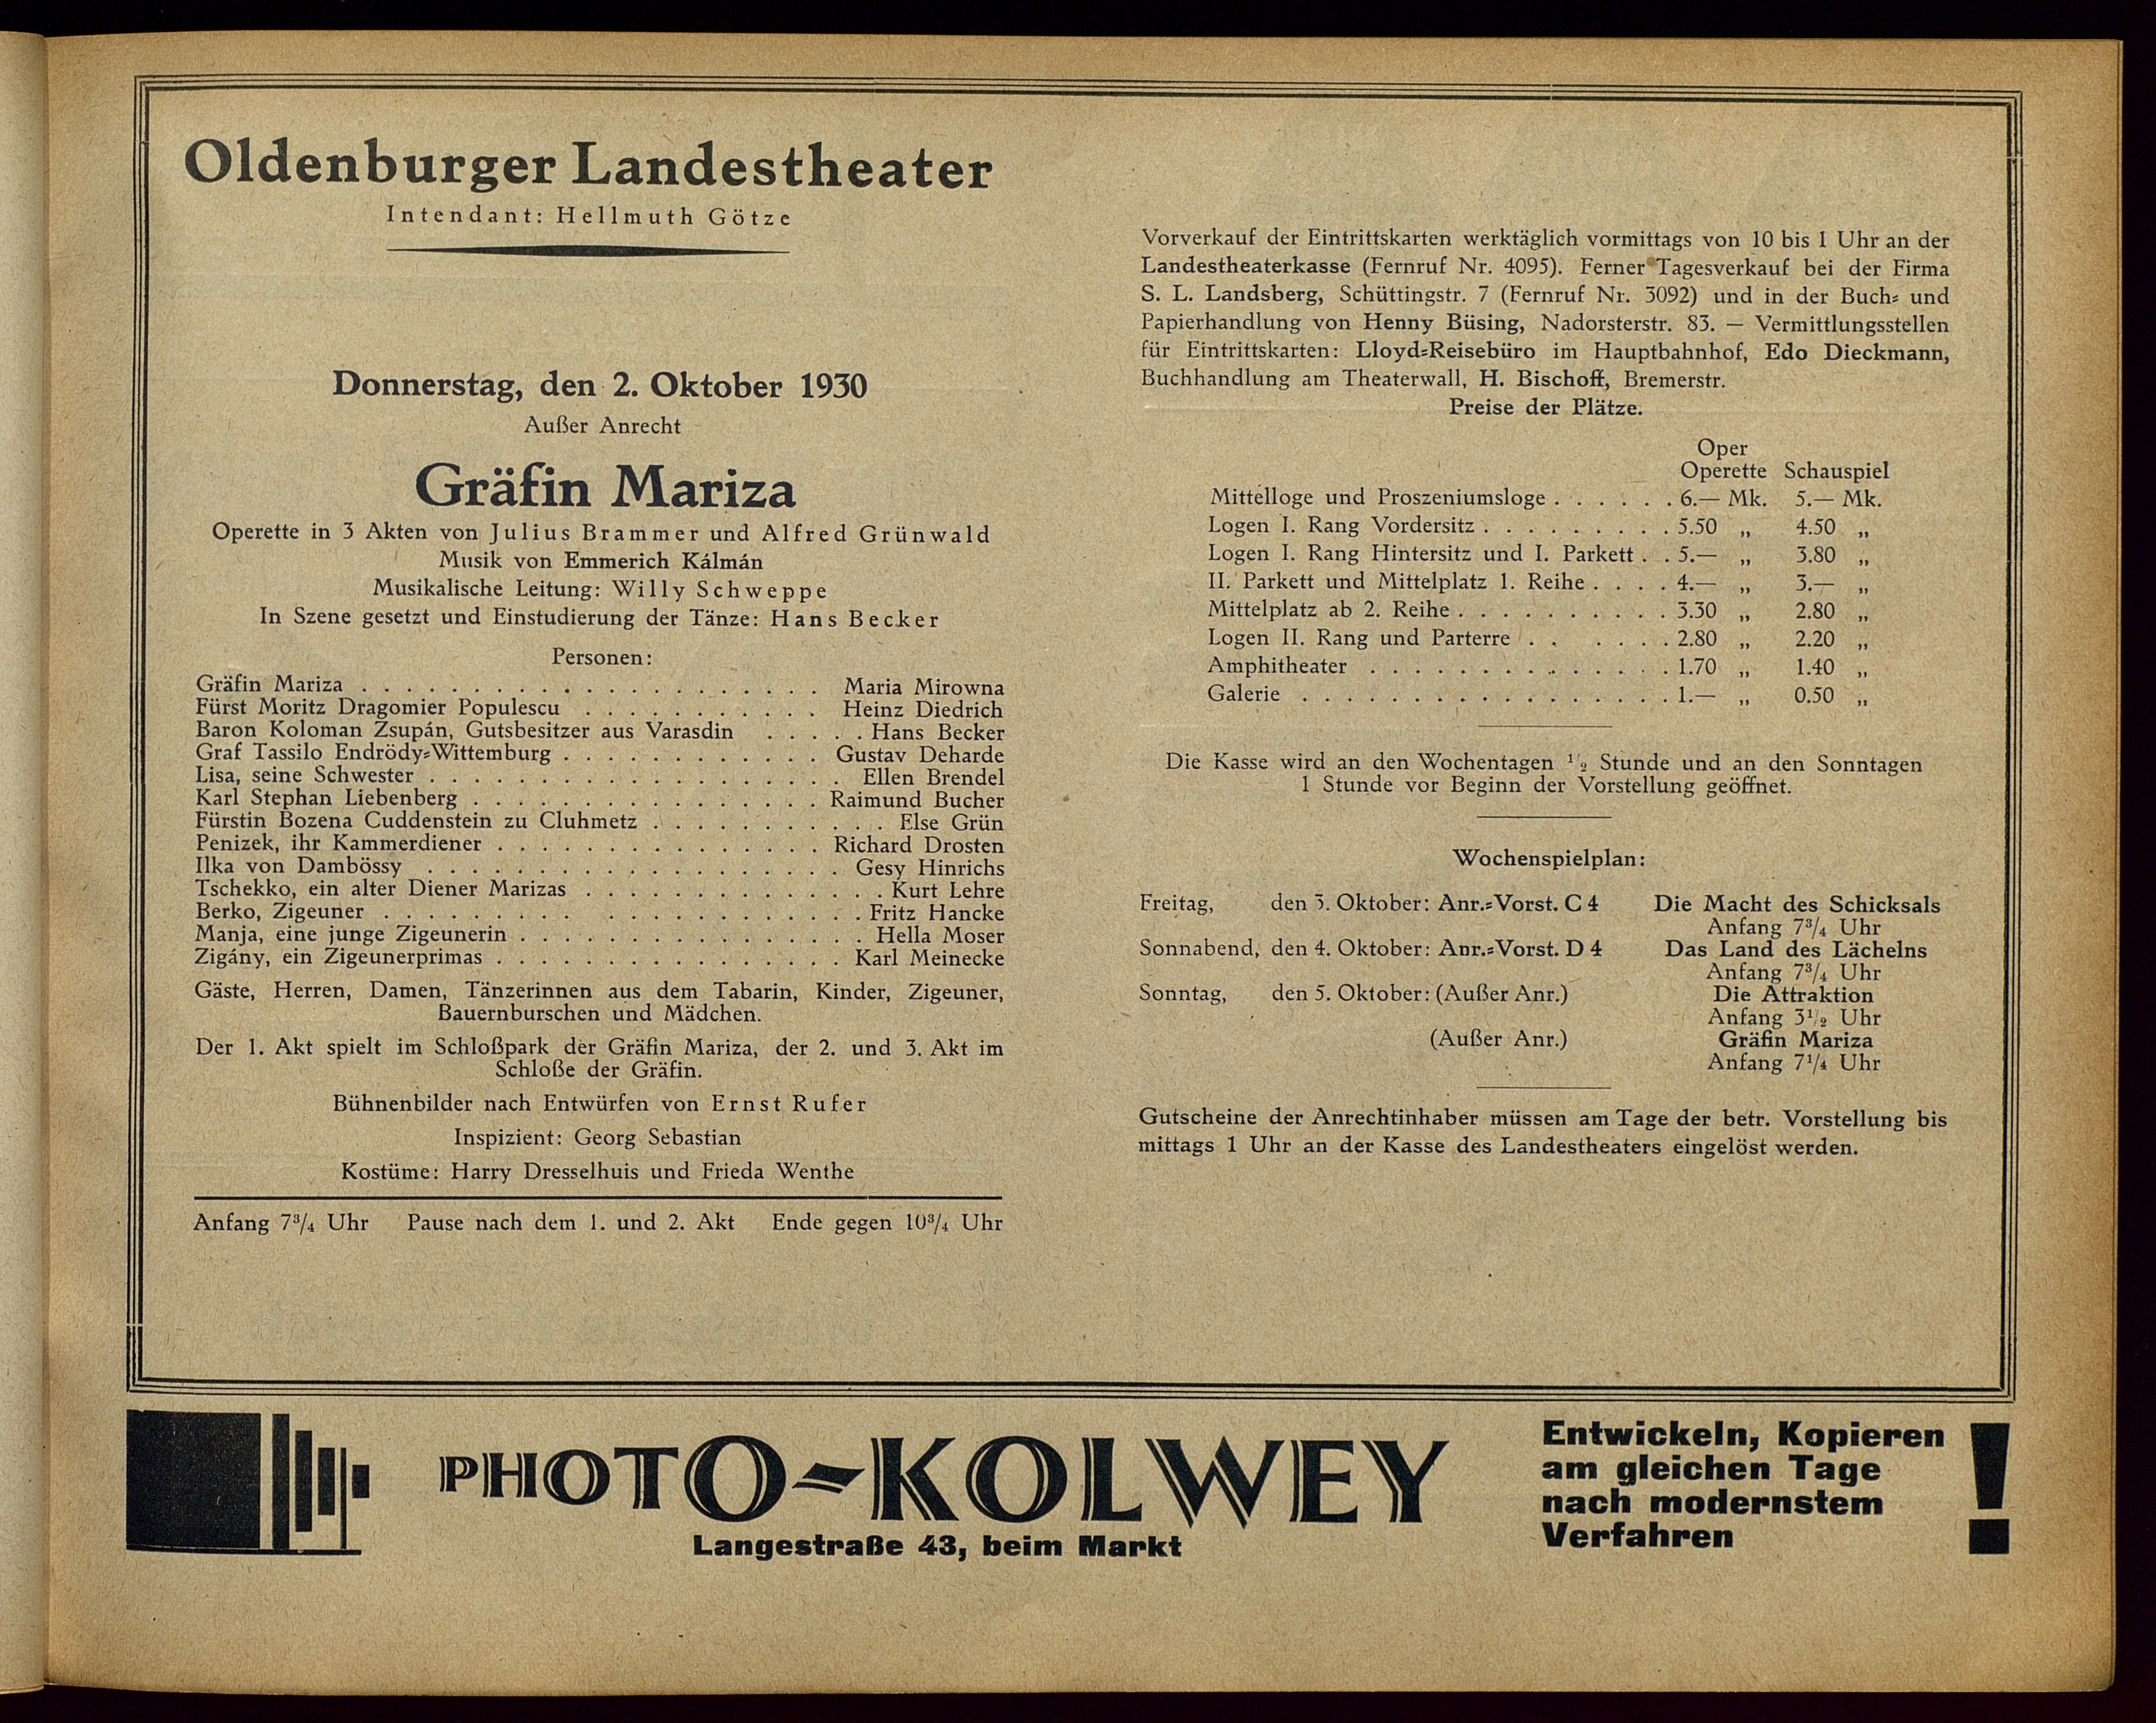 Oldenburger Landestheater
Intendant: Hellmuth Götze
Donnerstag, den 2. Oktober 1930
Außer Anrecht
Gräfin Mariza
Operette in 3 Akten von Julius Brammer und Alfred Grünwald
Musik von Emmerich Kálmán
Musikalische Leitung: Willy Schweppe
In Szene gesetzt und Einstudierung der Tänze: Hans Becker
Personen:
Gräfin Mariza . . . . . . . . . . . . . . . . Maria Mirowna
Fürst Moritz Dragomier Populescu . . . . . . . . . Heinz Diedrich
Baron Koloman Zsupán, Gutsbesitzer aus Varasdin . . . . . Hans Becker
Graf Tassilo Endrödy=Wittemburg . . . . . . . . . Gustav Deharde
Lisa, seine Schwester . . . . . . . . . . . . . . Ellen Brendel
Karl Stephan Liebenberg . . . . . . . . . . . . Raimund Bucher
Fürstin Bozena Cuddenstein zu Cluhmetz . . . . . . . . Else Grün
Penizek, ihr Kammerdiener . . . . . . . . . . . Richard Drosten
Ilka von Dambössy . . . . . . . . . . . . . . Gesy Hinrichs
Tschekko, ein alter Diener Marizas . . . . . . . . . . Kurt Lehre
Berko, Zigeuner . . . . . . . . . . . . . . . . Fritz Hancke
Manja, eine junge Zigeunerin . . . . . . . . . . . . Hella Moser
Zigány, ein Zigeunerprimas . . . . . . . . . . . . Karl Meinecke
Gäste, Herren, Damen, Tänzerinnen aus dem Tabarin, Kinder, Zigeuner,
Bauernburschen und Mädchen.
Der 1. Akt spielt im Schloßpark der Gräfin Mariza, der 2. und 3. Akt im
Schloße der Gräfin.
Bühnenbilder nach Entwürfen von Ernst Rufer
Inspizient: Georg Sebastian
Kostüme: Harry Dresselhuis und Frieda Wenthe
Anfang 7³/₄ Uhr Pause nach dem 1. und 2. Akt Ende gegen 10³/₄ Uhr
Vorverkauf der Eintrittskarten werktäglich vormittags von 10 bis 1 Uhr an der
Landestheaterkasse (Fernruf Nr. 4095). Ferner Tagesverkauf bei der Firma
S. L. Landsberg, Schüttingstr. 7 (Fernruf Nr. 3092) und in der Buch= und
Papierhandlung von Henny Büsing, Nadorsterstr. 83. — Vermittlungsstellen
für Eintrittskarten: Lloyd=Reisebüro im Hauptbahnhof, Edo Dieckmann,
Buchhandlung am Theaterwall, H. Bischoff, Bremerstr.
Preise der Plätze.
Oper
Operette Schauspiel
Mittelloge und Proszeniumsloge . . . . . . 6.— Mk. 5.— Mk.
Logen I. Rang Vordersitz . . . . . . . . . 5.50 „ 4.50 „
Logen I. Rang Hintersitz und I. Parkett . . 5.— „ 3.80 „
II. Parkett und Mittelplatz 1. Reihe . . . . 4.— „ 3.— „
Mittelplatz ab 2. Reihe . . . . . . . . . . 3.30 „ 2.80 „
Logen II. Rang und Parterre . . . . . . 2.80 „ 2.20 „
Amphitheater . . . . . . . . . . . . . 1.70 „ 1.40 „
Galerie . . . . . . . . . . . . . . . . 1.— „ 0.50 „
Die Kasse wird an den Wochentagen ¹/₂ Stunde und an den Sonntagen
1 Stunde vor Beginn der Vorstellung geöffnet.
Wochenspielplan:
Freitag, den 3. Oktober: Anr.=Vorst. C 4 Die Macht des Schicksals
Anfang 7³/₄ Uhr
Sonnabend, den 4. Oktober: Anr.=Vorst. D 4 Das Land des Lächelns
Anfang 7³/₄ Uhr
Sonntag, den 5. Oktober: (Außer Anr.) Die Attraktion
Anfang 3¹/₂ Uhr
(Außer Anr.) Gräfin Mariza
Anfang 7¹/₄ Uhr
Gutscheine der Anrechtinhaber müssen am Tage der betr. Vorstellung bis
mittags 1 Uhr an der Kasse des Landestheaters eingelöst werden.
PHOTO-KOLWEY
Langestraße 43, beim Markt
Entwickeln, Kopieren
am gleichen Tage
nach modernstem
Verfahren !